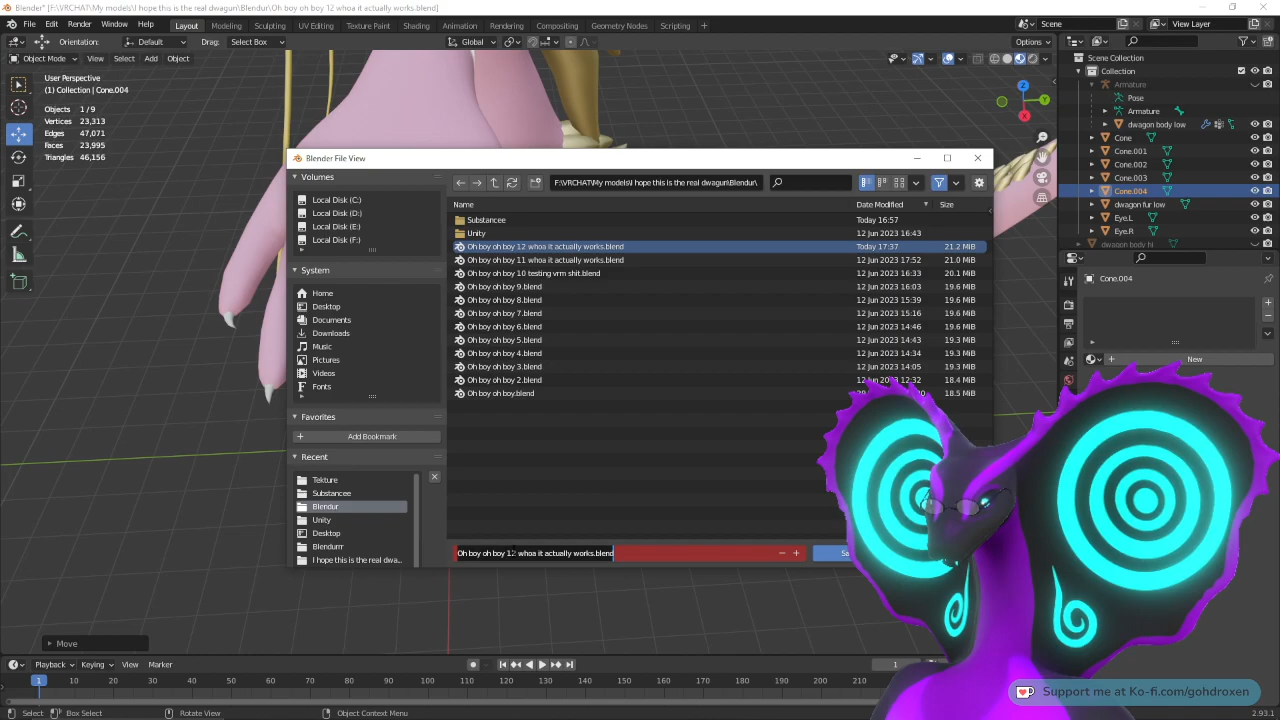 Blender* [F:\VRCHAT\My models\I hope this is the real dwagun\Blendur\Oh boy oh boy 12 whoa it actually works.blend]
File Edit Render Window Help Layout Modeling Sculpting UV Editing Texture Paint Shading Animation Rendering Compositing Geometry Nodes Scripting Scene View Layer
Orientation: Default Drag: Select Box Global Options
Object Mode View Select Add Object
User Perspective
(1) Collection | Cone.004
Objects 1/9
Vertices 23,313
Edges 47,071
Faces 23,995
Triangles 46,156
Z
Y
X
Scene Collection
Collection
Armature
Pose
Armature
dwagon body low
Cone
Cone.001
Cone.002
Cone.003
Cone.004
dwagon fur low
Eye.L
Eye.R
dwagon body hi
Cone.004
New
Blender File View
Volumes
Local Disk (C:)
Local Disk (D:)
Local Disk (E:)
Local Disk (F:)
System
Home
Desktop
Documents
Downloads
Music
Pictures
Videos
Fonts
Favorites
Add Bookmark
Recent
Tekture
Substancee
Blendur
Unity
Desktop
Blendurrr
I hope this is the real dwa...
F:\VRCHAT\My models\I hope this is the real dwagun\Blendur\
Name Date Modified Size
Substancee Today 16:57
Unity 12 Jun 2023 16:43
Oh boy oh boy 12 whoa it actually works.blend Today 17:37 21.2 MiB
Oh boy oh boy 11 whoa it actually works.blend 12 Jun 2023 17:52 21.0 MiB
Oh boy oh boy 10 testing vrm shit.blend 12 Jun 2023 16:33 20.1 MiB
Oh boy oh boy 9.blend 12 Jun 2023 16:03 19.6 MiB
Oh boy oh boy 8.blend 12 Jun 2023 15:39 19.6 MiB
Oh boy oh boy 7.blend 12 Jun 2023 15:16 19.6 MiB
Oh boy oh boy 6.blend 12 Jun 2023 14:46 19.6 MiB
Oh boy oh boy 5.blend 12 Jun 2023 14:43 19.3 MiB
Oh boy oh boy 4.blend 12 Jun 2023 14:34 19.3 MiB
Oh boy oh boy 3.blend 12 Jun 2023 14:05 19.3 MiB
Oh boy oh boy 2.blend 12 Jun 2023 12:32 18.4 MiB
Oh boy oh boy.blend 18.5 MiB
Oh boy oh boy 12 whoa it actually works.blend
Move
Playback Keying View Marker 1
1 10 20 30 40 50 60 70 80 90 100 110 120 130 140 150 160 170 180 190 200 210
Select Box Select Rotate View Object Context Menu 2.93.1
Support me at Ko-fi.com/gohdroxen